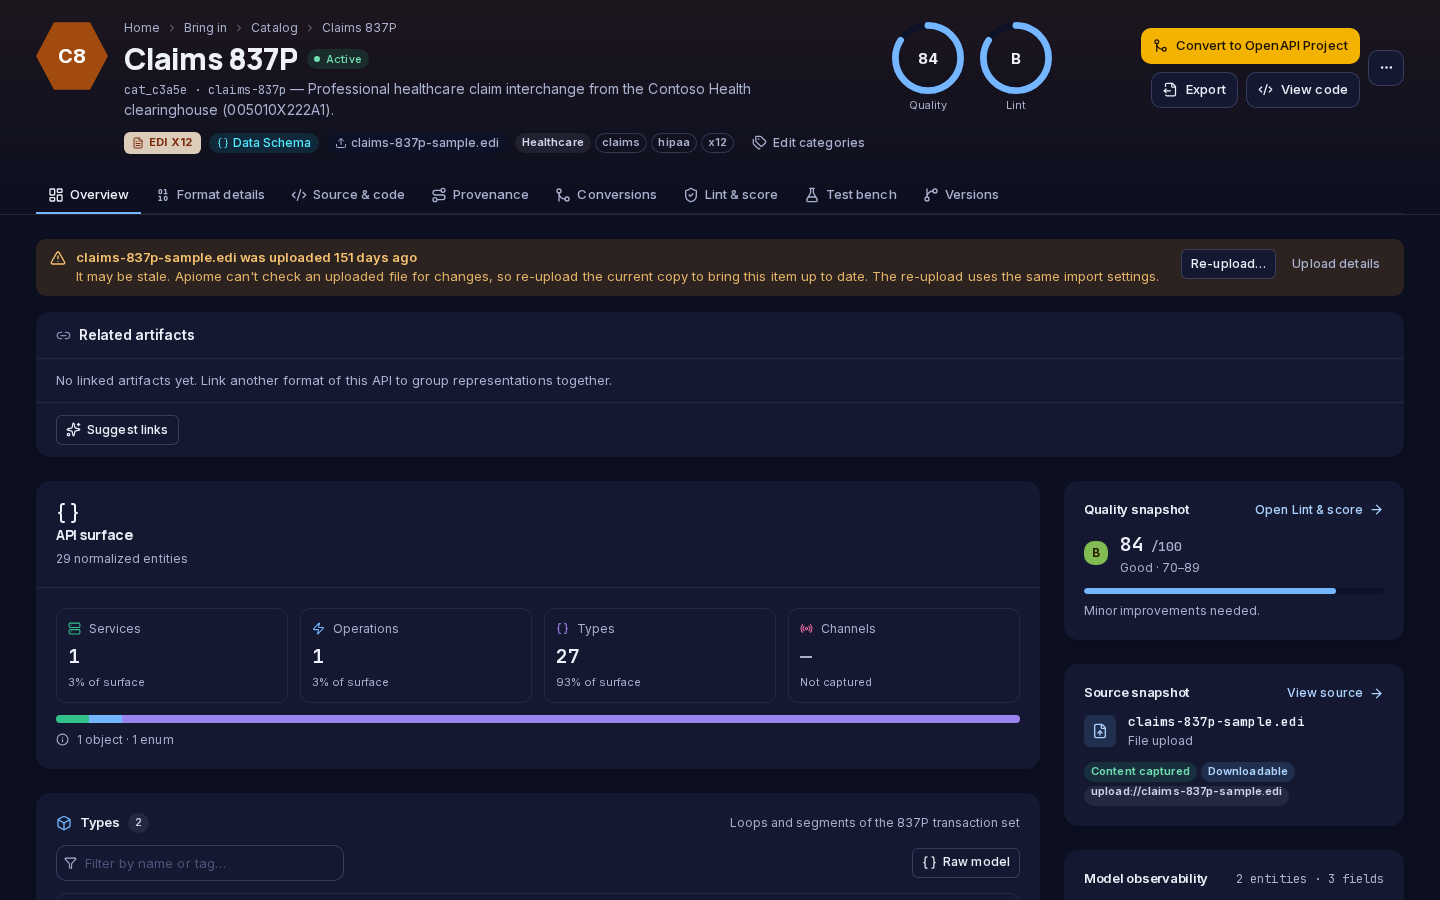 Home > Bring in > Catalog > Claims 837P
C8
Claims 837P
Active
cat_c3a5e · claims-837p — Professional healthcare claim interchange from the Contoso Health
clearinghouse (005010X222A1).
EDI X12
Data Schema
claims-837p-sample.edi
Healthcare
claims
hipaa
x12
Edit categories
84
Quality
B
Lint
Convert to OpenAPI Project
Export
View code
Overview
Format details
Source & code
Provenance
Conversions
Lint & score
Test bench
Versions
claims-837p-sample.edi was uploaded 151 days ago
It may be stale. Apiome can't check an uploaded file for changes, so re-upload the current copy to bring this item up to date. The re-upload uses the same import settings.
Re-upload...
Upload details
Related artifacts
No linked artifacts yet. Link another format of this API to group representations together.
Suggest links
API surface
29 normalized entities
Services
1
3% of surface
Operations
1
3% of surface
Types
27
93% of surface
Channels
—
Not captured
1 object · 1 enum
Types 2
Loops and segments of the 837P transaction set
Filter by name or tag...
Raw model
Quality snapshot
Open Lint & score
B
84 /100
Good · 70–89
Minor improvements needed.
Source snapshot
View source
claims-837p-sample.edi
File upload
Content captured
Downloadable
upload://claims-837p-sample.edi
Model observability
2 entities · 3 fields